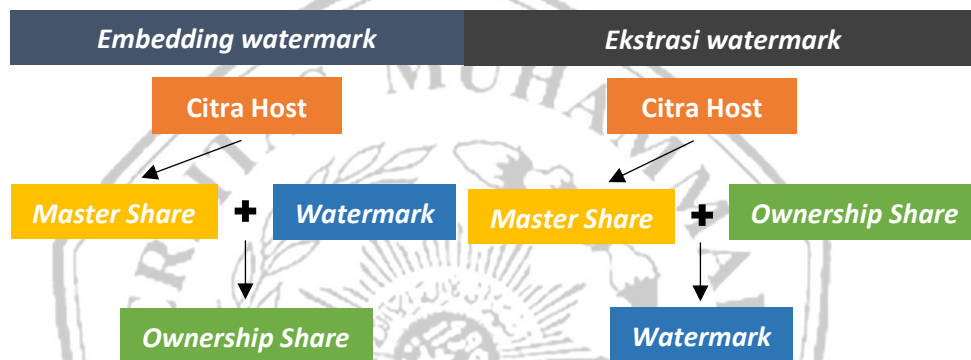 Embedding watermark
Ekstrasi watermark
Citra Host
Citra Host
Master Share + Watermark
Master Share + Ownership Share
Ownership Share
Watermark